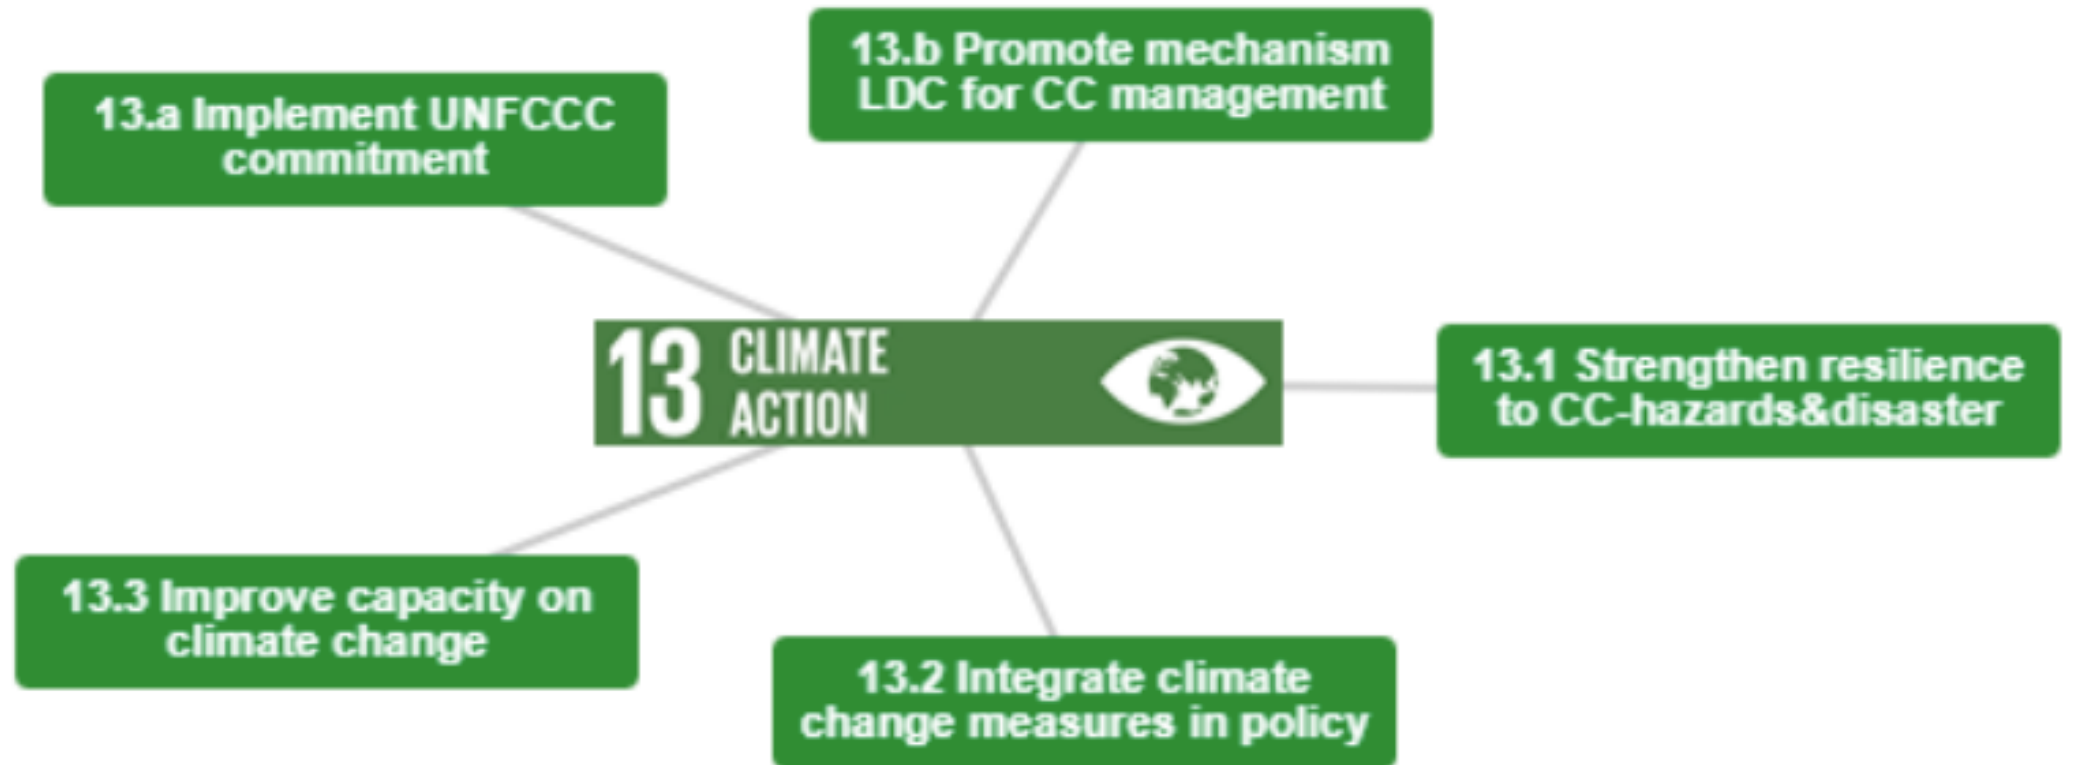 13.b Promote mechanism
LDC for CC management
13.a Implement UNFCCC
commitment
13 CLIMATE
ACTION
13.1 Strengthen resilience
to CC-hazards&disaster
13.3 Improve capacity on
climate change
13.2 Integrate climate
change measures in policy